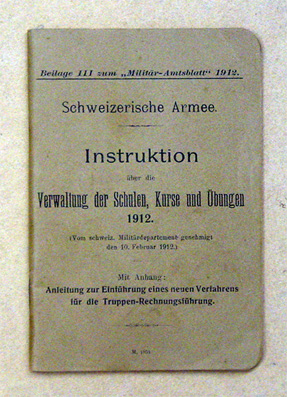 Beilage III zum „Militär-Amtsblatt“ 1912.
Schweizerische Armee.
Instruktion
über die
Verwaltung der Schulen, Kurse und Übungen
1912.
(Vom schweiz. Militärdepartement genehmigt
den 10. Februar 1912.)
Mit Anhang:
Anleitung zur Einführung eines neuen Verfahrens
für die Truppen-Rechnungsführung.